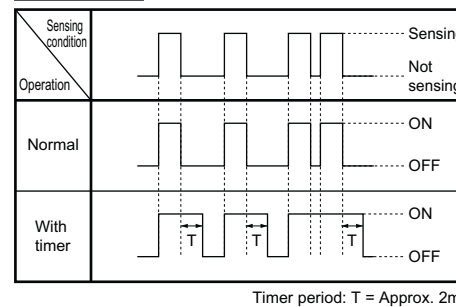 Sensing
condition
Operation
Sensin
Not
sensing
Normal
ON
OFF
With
timer
T
T
T
ON
OFF
Timer period: T = Approx. 2m